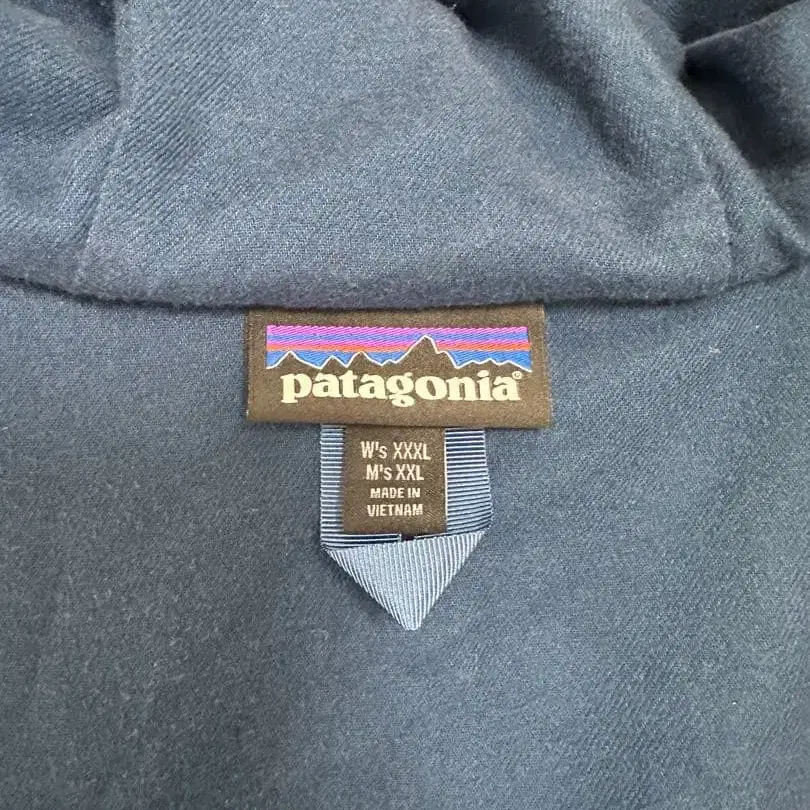 patagonia®
W's XXXL
M's XXL
MADE IN
VIETNAM